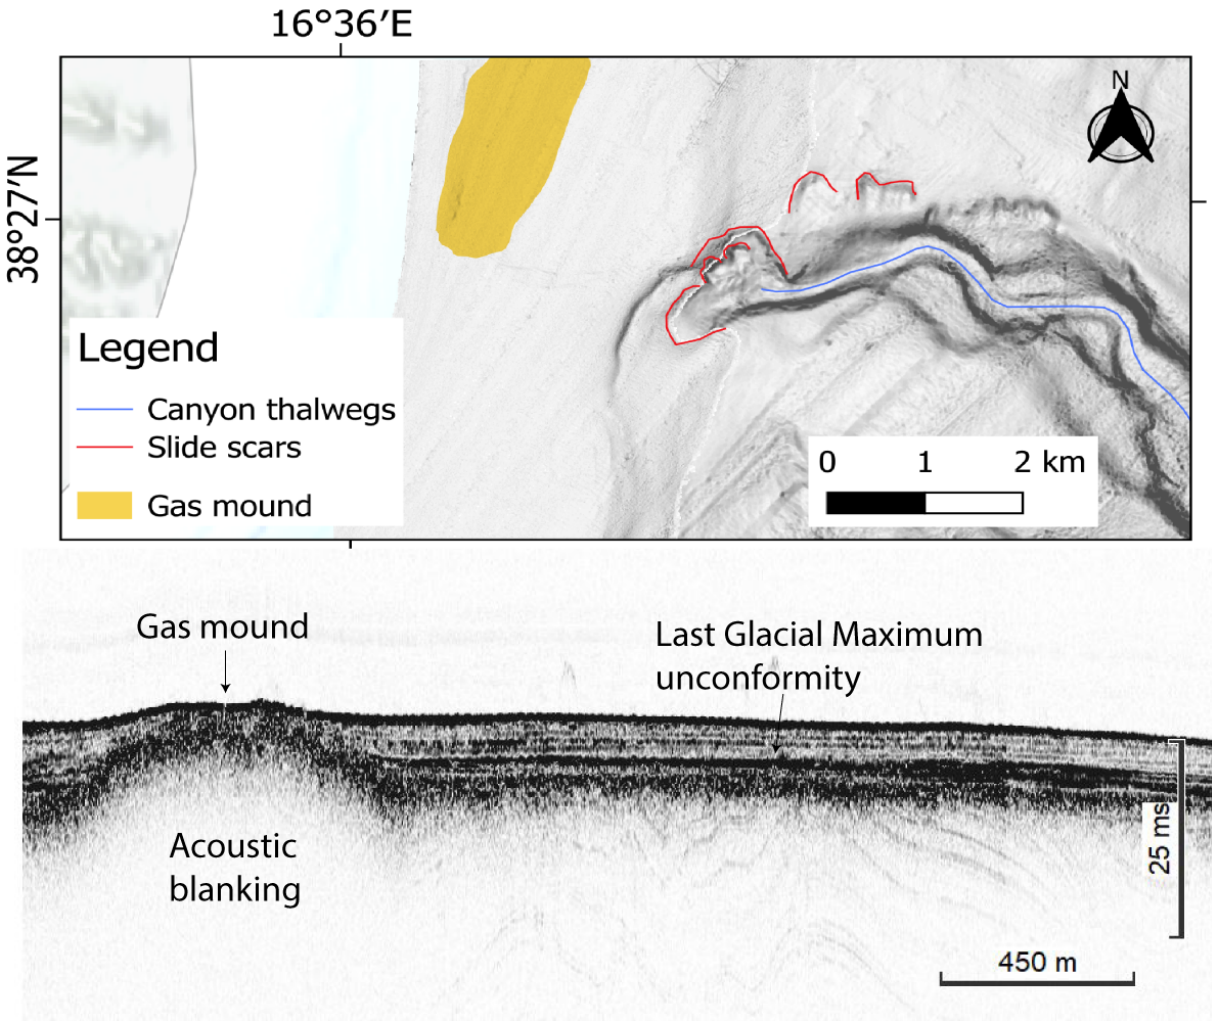 16°36'E
N
38°27'N
Legend
Canyon thalwegs
Slide scars
Gas mound
0 1 2 km
Gas mound
Last Glacial Maximum
unconformity
Acoustic
blanking
25 ms
450 m